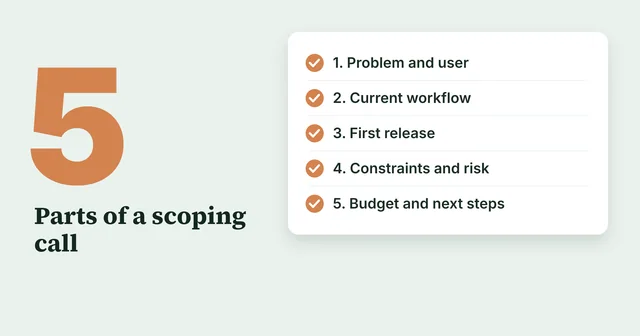 5
Parts of a scoping
call
1. Problem and user
2. Current workflow
3. First release
4. Constraints and risk
5. Budget and next steps